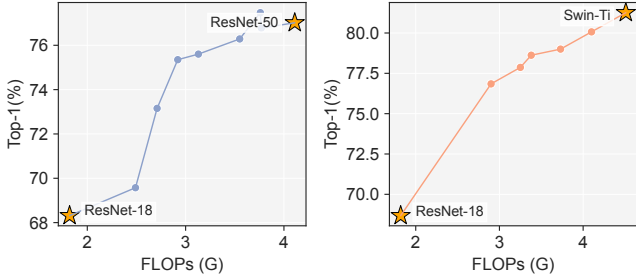 Top-1(%)
76
74
72
70
68
ResNet-50
ResNet-18
2
3
4
FLOPs (G)
Top-1(%)
80.0
77.5
75.0
72.5
70.0
Swin-Ti
ResNet-18
2
3
4
FLOPs (G)